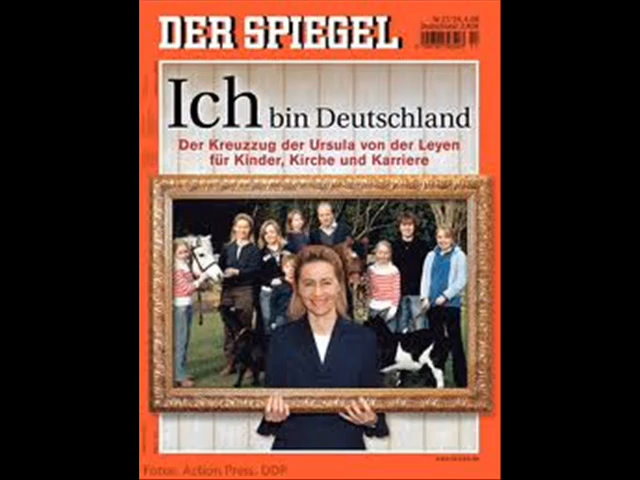 DER SPIEGEL
Ich bin Deutschland
Der Kreuzzug der Ursula von der Leyen
für Kinder, Kirche und Karriere
Fotos: Action Press, DDP